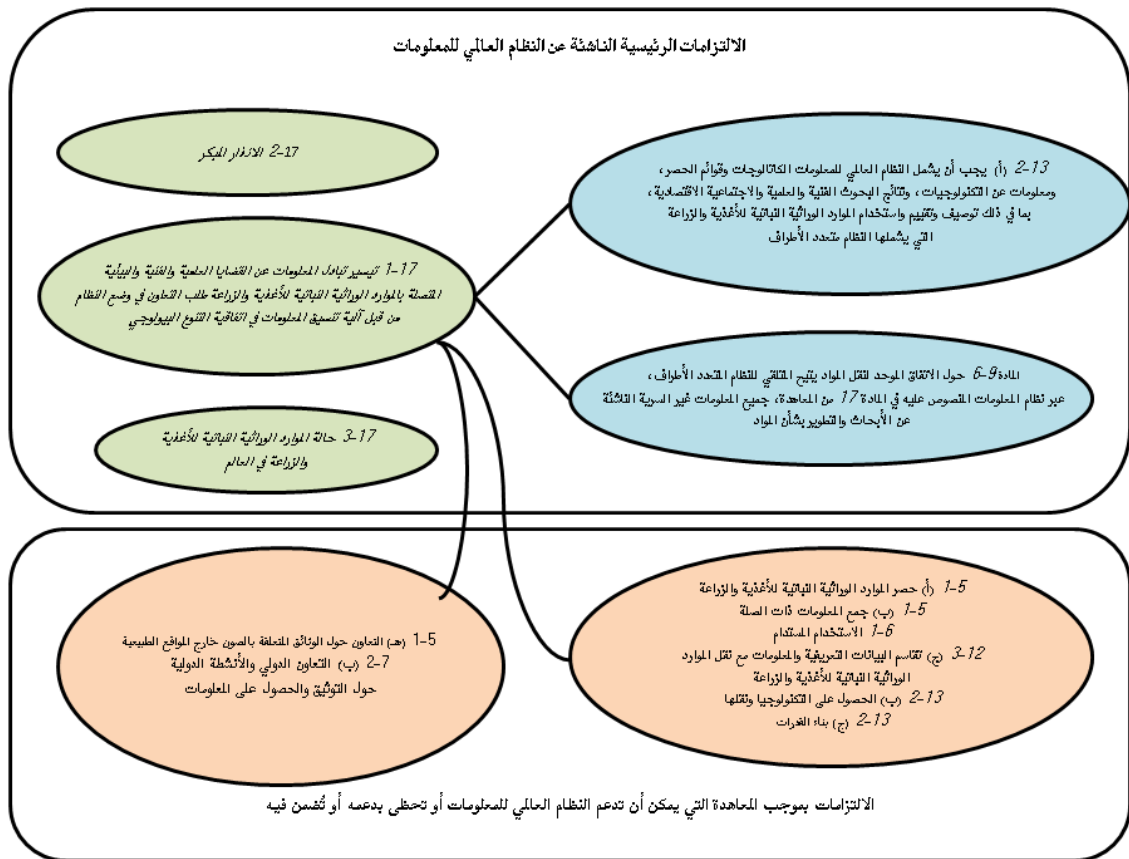 الالتزامات الرئيسية الناشئة عن النظام العالمي للمعلومات
2-13 (أ) يجب أن يشمل النظام العالمي للمعلومات الكاتالوجات وقوائم الحصر،
ومعلومات عن التكنولوجيات، ونتائج البحوث الفنية والعلمية والاجتماعية الاقتصادية،
بما في ذلك توصيف وتقييم واستخدام الموارد الوراثية النباتية للأغذية والزراعة
التي يشملها النظام متعدد الأطراف
2-17 الانذار المبكر
1-17 تيسير تبادل المعلومات عن القضايا العلمية والفنية والبيئية
المتصلة بالموارد الوراثية النباتية للأغذية والزراعة طلب التعاون في وضع النظام
من قبل آلية تنسيق المعلومات في اتفاقية التنوع البيولوجي
المادة 6-9 حول الاتفاق الموحد لنقل المواد يتيح المتلقي للنظام المتعدد الأطراف،
عبر نظام المعلومات المنصوص عليه في المادة 17 من المعاهدة، جميع المعلومات غير السرية الناشئة
عن الأبحاث والتطوير بشأن المواد
3-17 حالة الموارد الوراثية النباتية للأغذية
والزراعة في العالم
1-5 (أ) حصر الموارد الوراثية النباتية للأغذية والزراعة
1-5 (ب) جمع المعلومات ذات الصلة
1-6 الاستخدام المستدام
3-12 (ج) تقاسم البيانات التعريفية والمعلومات مع نقل الموارد
الوراثية النباتية للأغذية والزراعة
2-13 (ب) الحصول على التكنولوجيا ونقلها
2-13 (ج) بناء القدرات
1-5 (هـ) التعاون حول الوثائق المتعلقة بالصون خارج المواقع الطبيعية
2-7 (ب) التعاون الدولي والأنشطة الدولية
حول التوثيق والحصول على المعلومات
الالتزامات بموجب المعاهدة التي يمكن أن تدعم النظام العالمي للمعلومات أو تحظى بدعمه أو تُضمن فيه